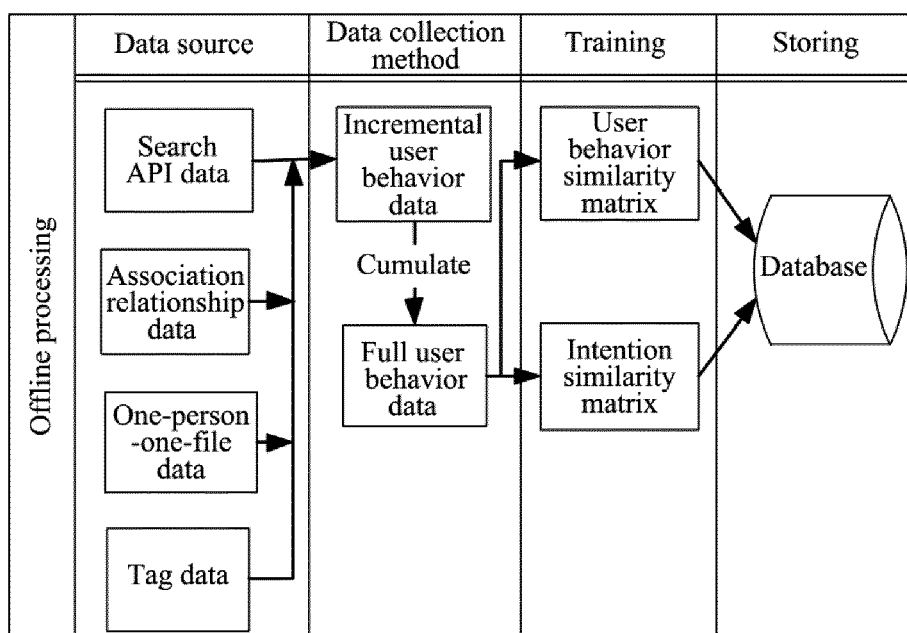 Offline processing
Data source
Data collection
method
Training
Storing
Search
API data
Association
relationship
data
One-person
-one-file
data
Tag data
Incremental
user
behavior
data
Cumulate
Full user
behavior
data
User
behavior
similarity
matrix
Intention
similarity
matrix
Database